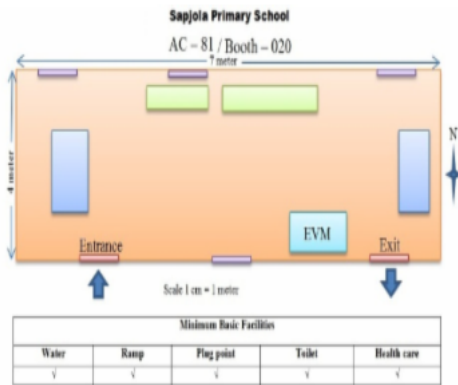 Sapjola Primary School
AC – 81 / Booth – 020
7 meter
4 meter
N
Entrance
EVM
Exit
Scale 1 cm = 1 meter
Minimum Basic Facilities
Water Ramp Plug point Toilet Health care
√ √ √ √ √